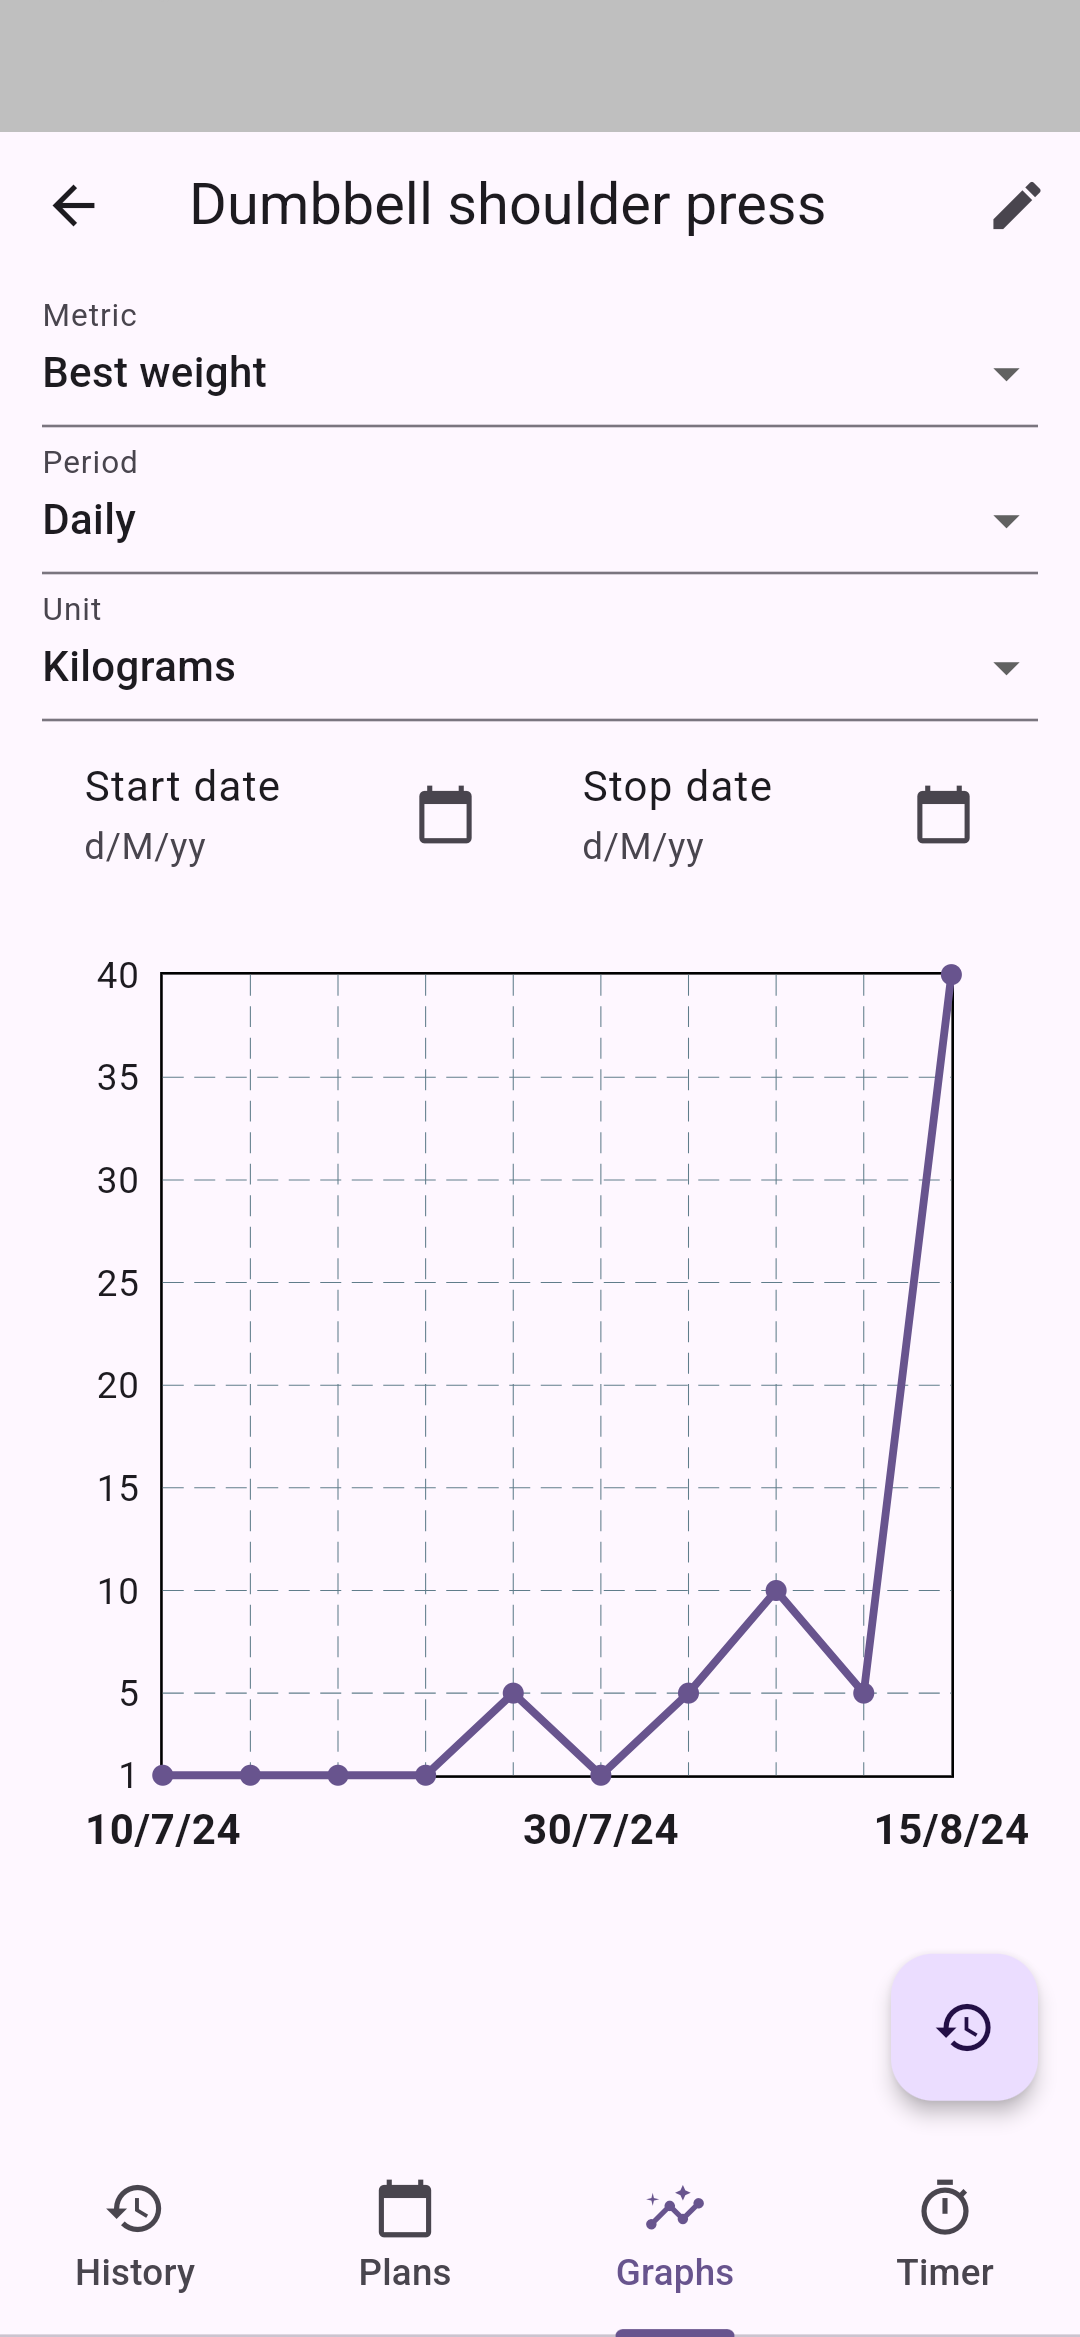 Dumbbell shoulder press
Metric
Best weight
Period
Daily
Unit
Kilograms
Start date
d/M/yy
Stop date
d/M/yy
40
35
30
25
20
15
10
5
1
10/7/24 30/7/24 15/8/24
History Plans Graphs Timer